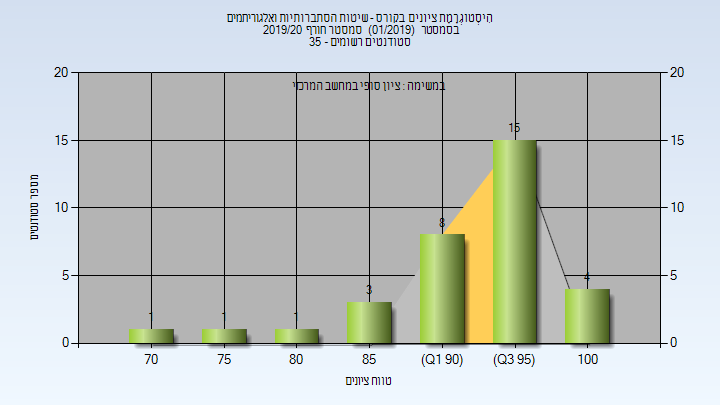 הִיסְטוֹגְרָמַת ציונים בקורס - שיטות הסתברותיות ואלגוריתמים
בסמסטר (01/2019) סמסטר חורף 2019/20
סטודנטים רשומים - 35
במשימה : ציון סופי במחשב המרכזי
20 20
15 15
10 10
5 5
0 0
מספר סטודנטים
1 1 1 3 8 15 4
70 75 80 85 (Q1 90) (Q3 95) 100
טווח ציונים